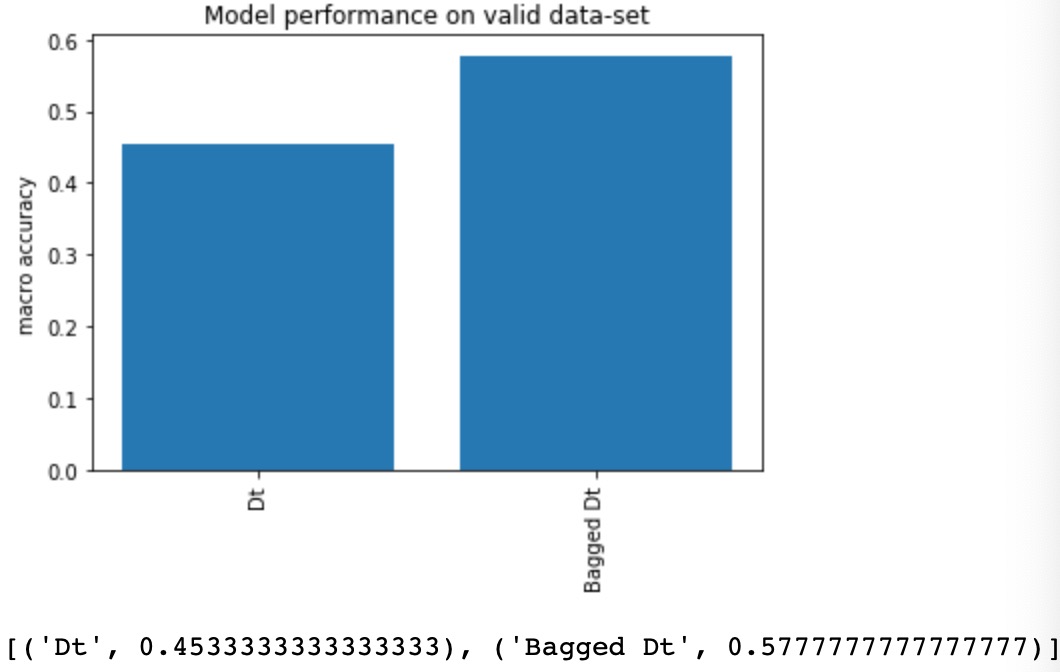 Model performance on valid data-set
0.6
0.5
0.4
0.3
0.2
0.1
0.0
macro accuracy
Dt
Bagged Dt
[('Dt', 0.4533333333333333), ('Bagged Dt', 0.5777777777777777)]